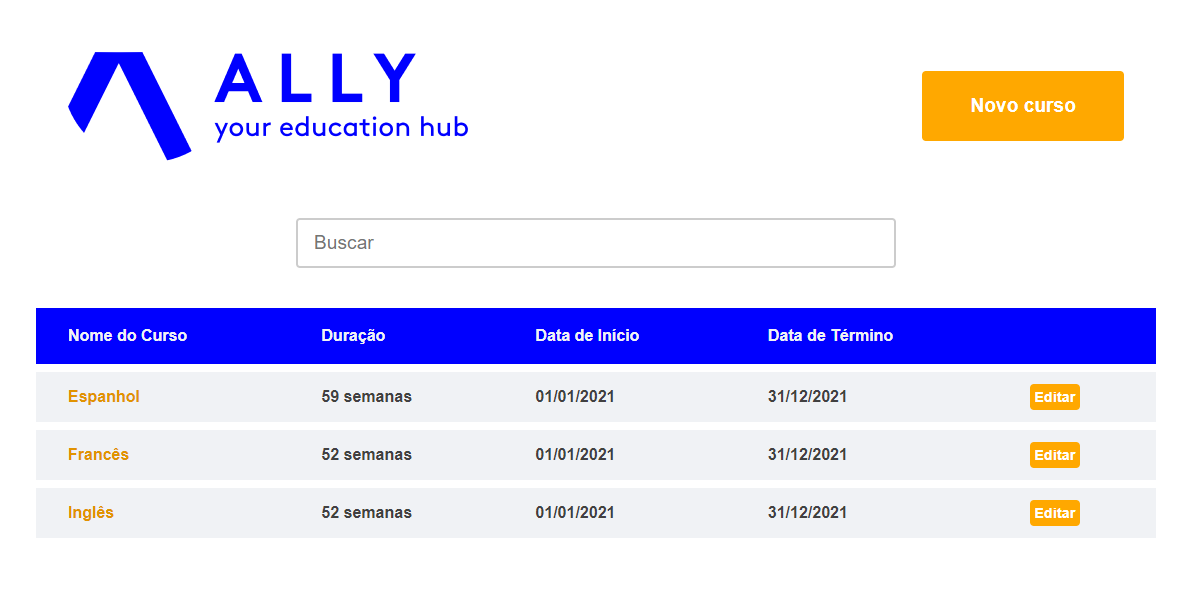 ALLY
your education hub
Novo curso
Buscar
Nome do Curso Duração Data de Início Data de Término
Espanhol 59 semanas 01/01/2021 31/12/2021 Editar
Francês 52 semanas 01/01/2021 31/12/2021 Editar
Inglês 52 semanas 01/01/2021 31/12/2021 Editar